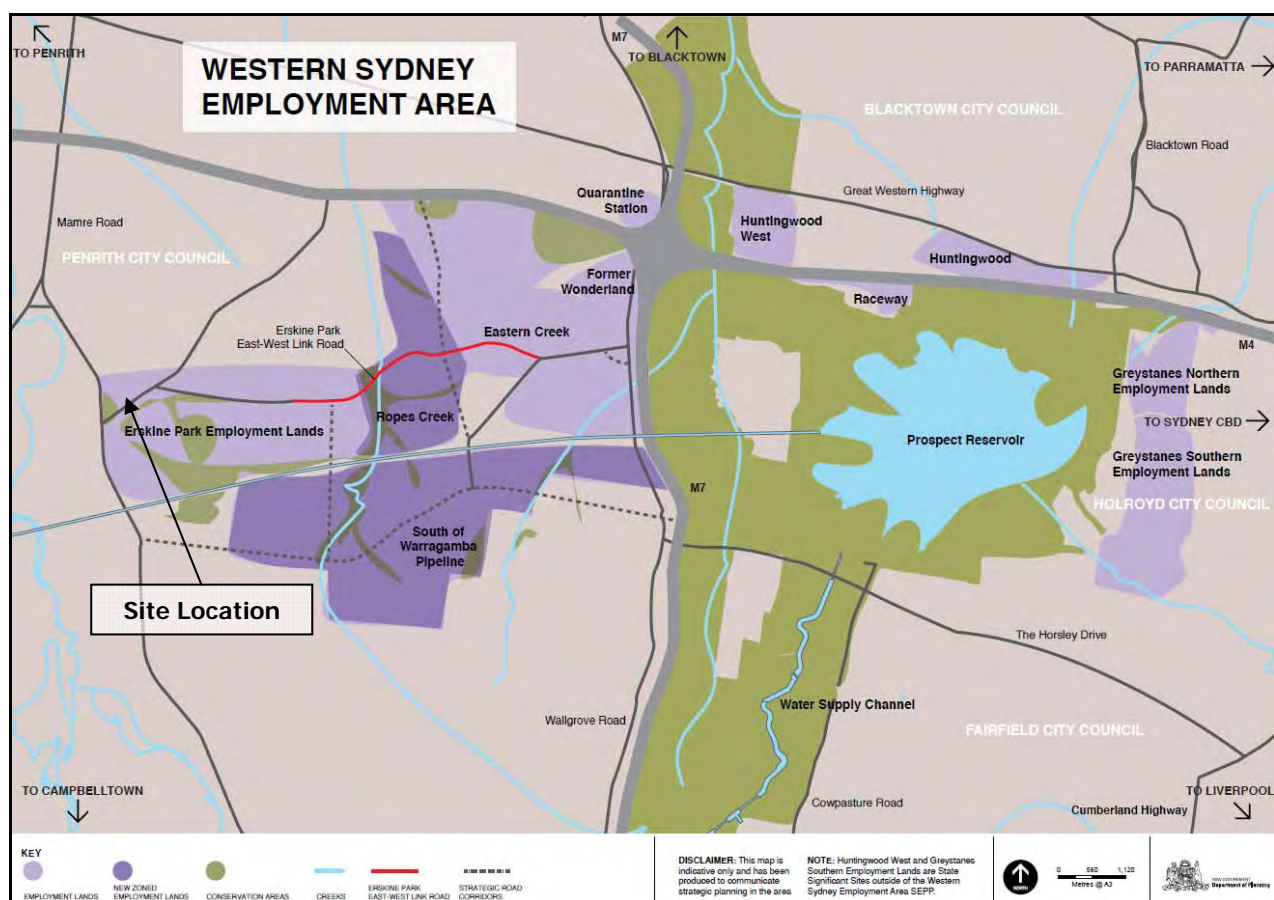 TO PENRITH
WESTERN SYDNEY
EMPLOYMENT AREA
M7
TO BLACKTOWN
TO PARRAMATTA
BLACKTOWN CITY COUNCIL
Blacktown Road
Great Western Highway
Quarantine
Station
Huntingwood
West
Huntingwood
Mamre Road
PENRITH CITY COUNCIL
Former
Wonderland
Raceway
Erskine Park
East-West Link Road
Eastern Creek
M4
Greystanes Northern
Employment Lands
Ropes Creek
Erskine Park Employment Lands
TO SYDNEY CBD
Prospect Reservoir
Greystanes Southern
Employment Lands
M7
HOLROYD CITY COUNCIL
South of
Warragamba
Pipeline
Site Location
The Horsley Drive
Wallgrove Road
Water Supply Channel
FAIRFIELD CITY COUNCIL
TO CAMPBELLTOWN
Cowpasture Road
TO LIVERPOOL
Cumberland Highway
KEY
EMPLOYMENT LANDS
NEW ZONED
EMPLOYMENT LANDS
CONSERVATION AREAS
CREEKS
ERSKINE PARK
EAST-WEST LINK ROAD
STRATEGIC ROAD
CORRIDORS
DISCLAIMER: This map is
indicative only and has been
produced to communicate
strategic planning in the area
NOTE: Huntingwood West and Greystanes
Southern Employment Lands are State
Significant Sites outside of the Western
Sydney Employment Area SEPP.
NORTH
0 560 1,120
Metres @ A3
NSW GOVERNMENT
Department of Planning